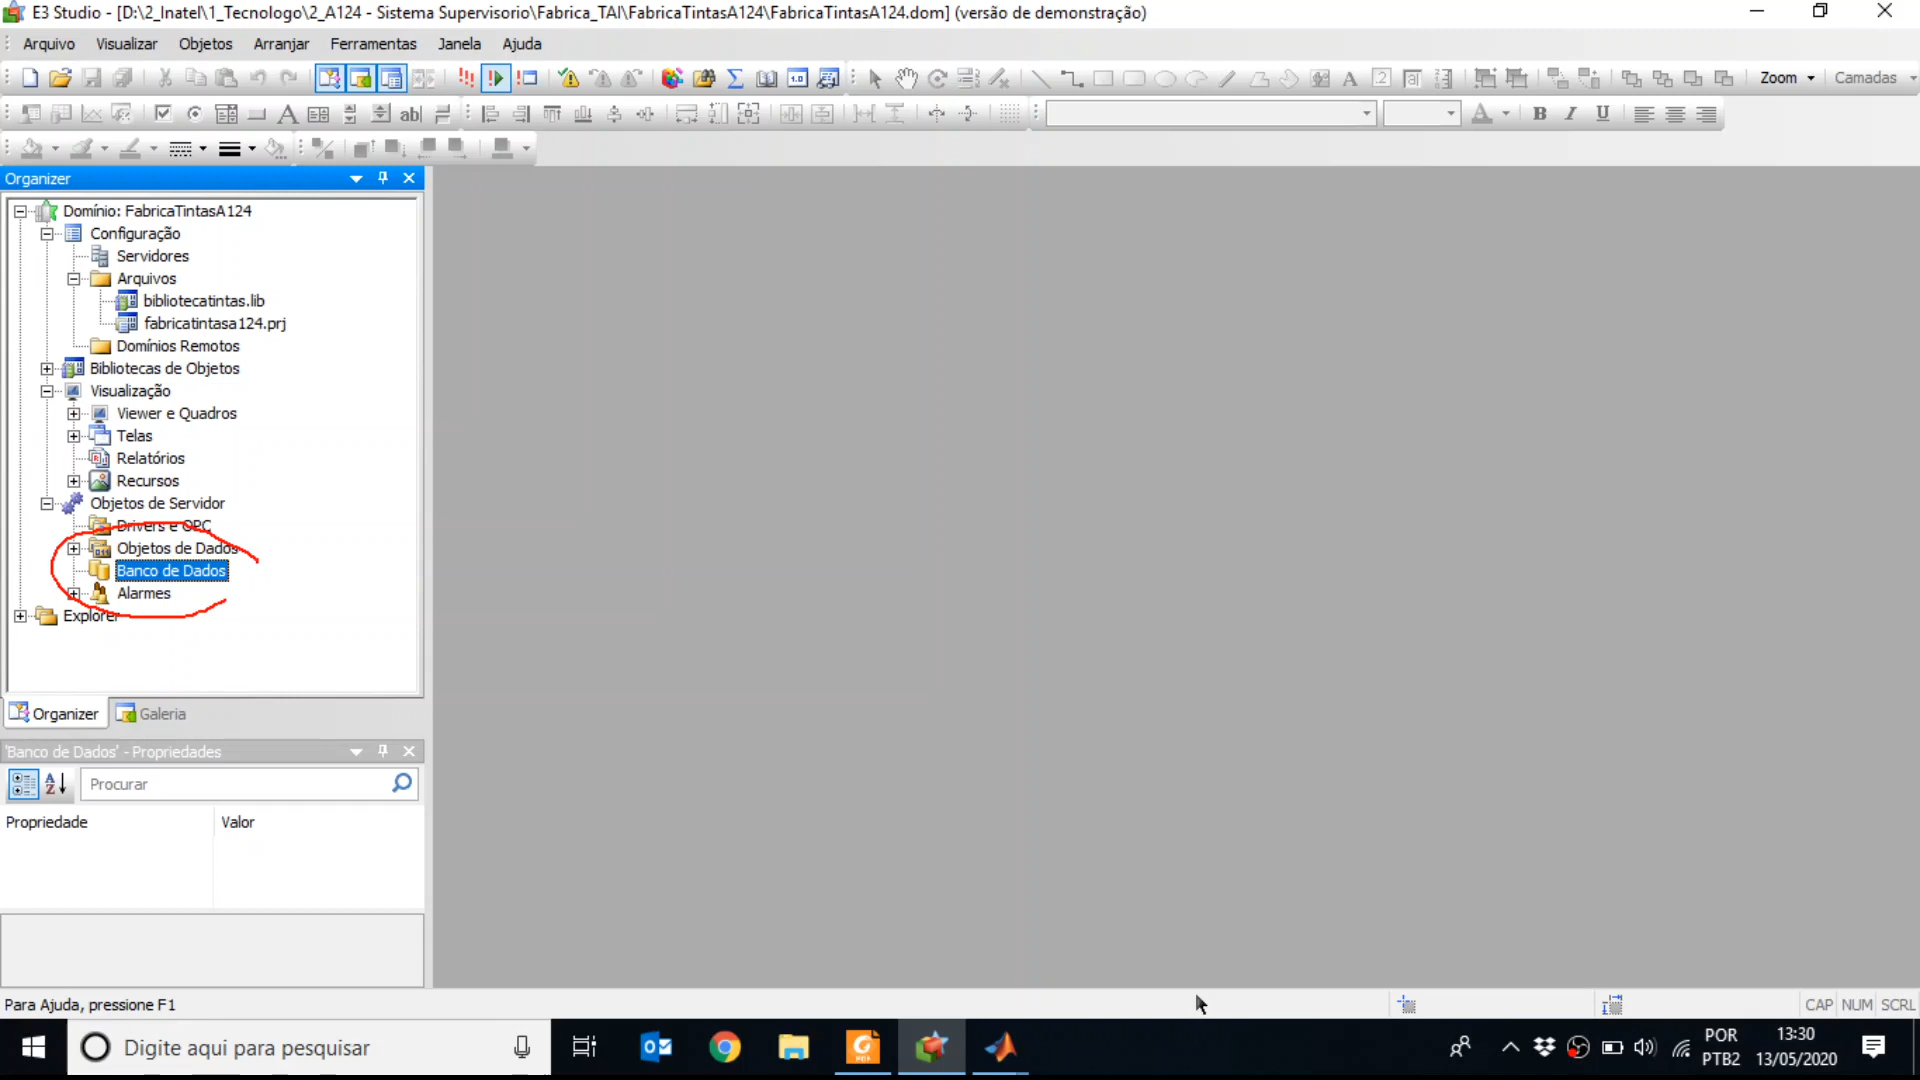 E3 Studio - [D:\2_Inatel\1_Tecnologo\2_A124 - Sistema Supervisorio\Fabrica_TAI\FabricaTintasA124\FabricaTintasA124.dom] (versão de demonstração)
Arquivo Visualizar Objetos Arranjar Ferramentas Janela Ajuda
Zoom Camadas
B I U
Organizer
Domínio: FabricaTintasA124
Configuração
Servidores
Arquivos
bibliotecatintas.lib
fabricatintasa124.prj
Domínios Remotos
Bibliotecas de Objetos
Visualização
Viewer e Quadros
Telas
Relatórios
Recursos
Objetos de Servidor
Drivers e OPC
Objetos de Dados
Banco de Dados
Alarmes
Explorer
Organizer Galeria
'Banco de Dados' - Propriedades
Procurar
Propriedade Valor
Para Ajuda, pressione F1
CAP NUM SCRL
Digite aqui para pesquisar
POR 13:30
PTB2 13/05/2020